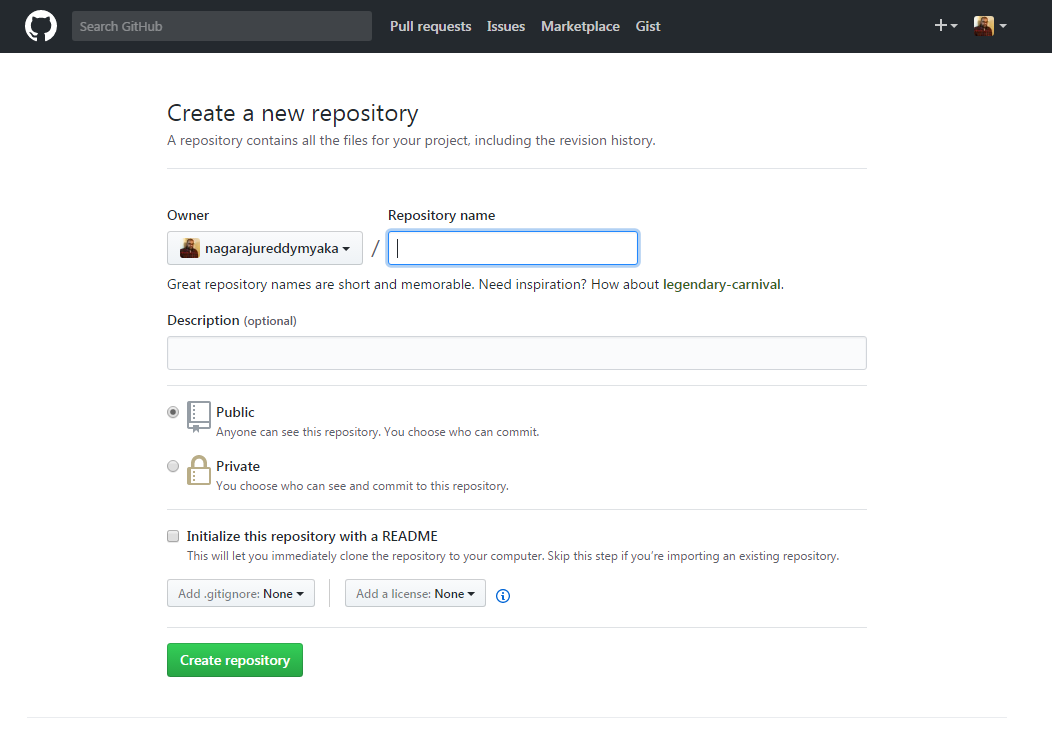 Search GitHub Pull requests Issues Marketplace Gist
Create a new repository
A repository contains all the files for your project, including the revision history.
Owner Repository name
nagarajureddymyaka /
Great repository names are short and memorable. Need inspiration? How about legendary-carnival.
Description (optional)
Public
Anyone can see this repository. You choose who can commit.
Private
You choose who can see and commit to this repository.
Initialize this repository with a README
This will let you immediately clone the repository to your computer. Skip this step if you’re importing an existing repository.
Add .gitignore: None Add a license: None
Create repository